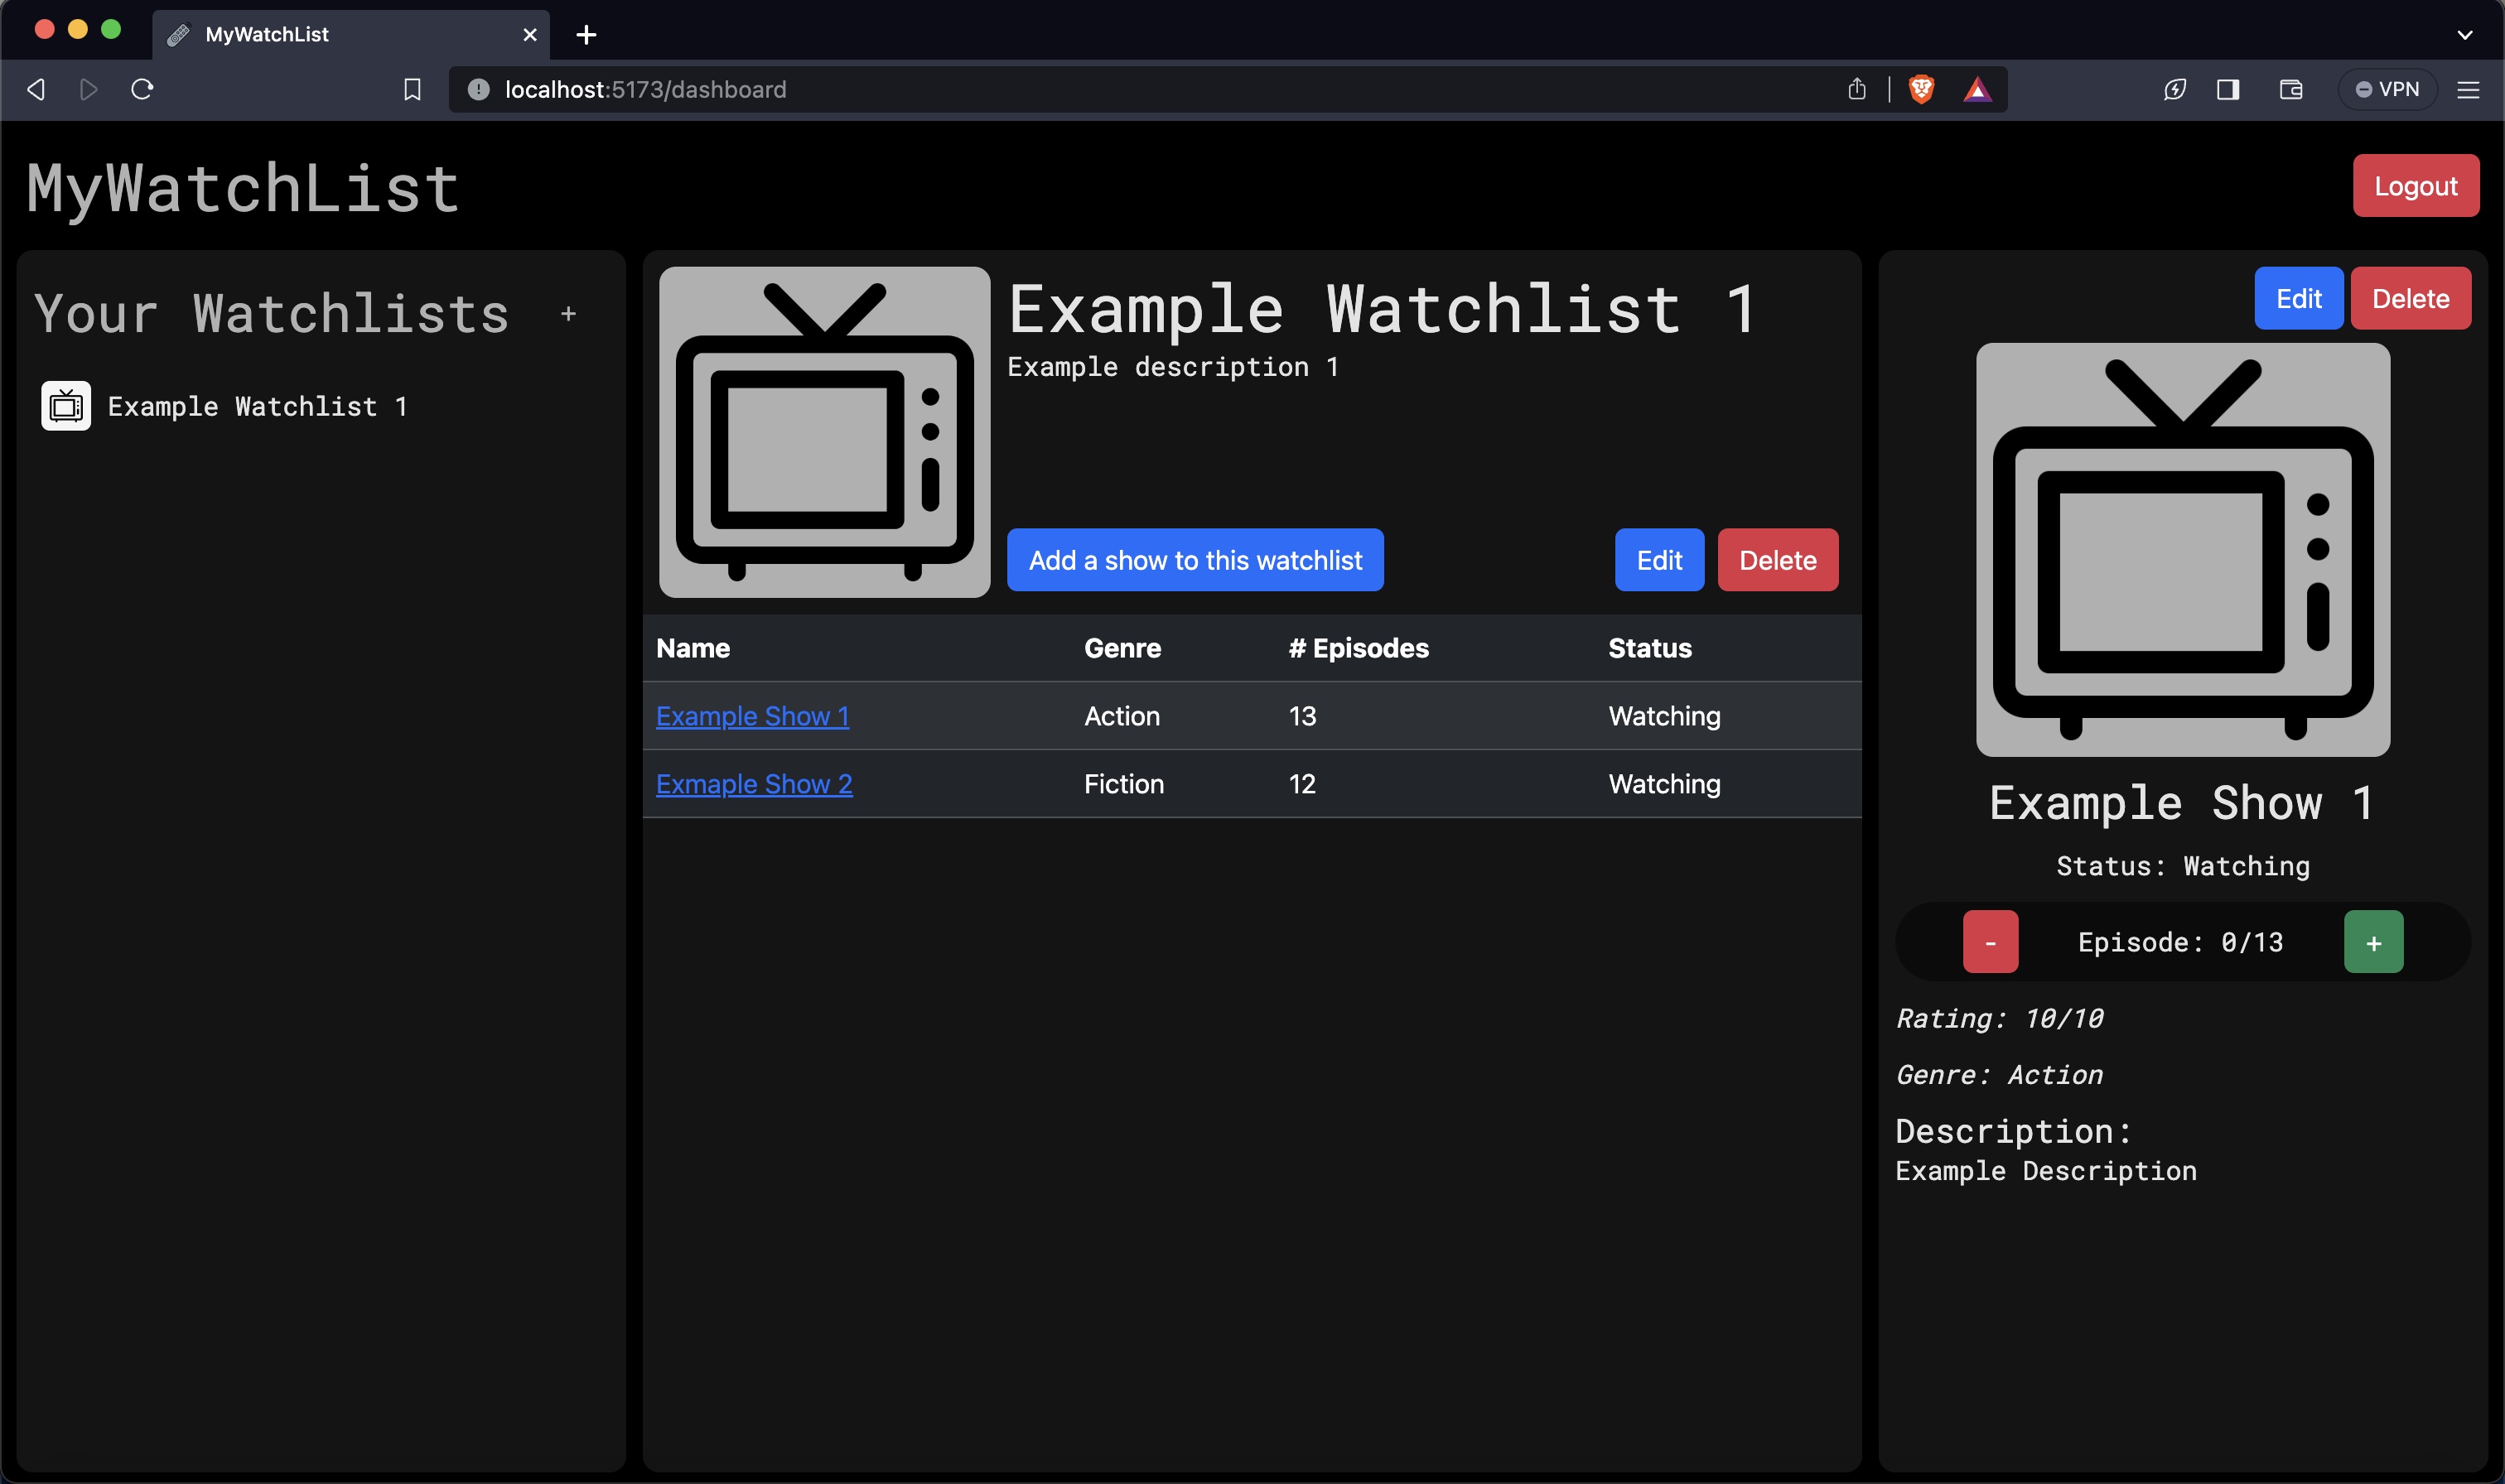 MyWatchList
localhost:5173/dashboard
VPN
MyWatchList
Logout
Your Watchlists +
Example Watchlist 1
Example Watchlist 1
Example description 1
Add a show to this watchlist
Edit
Delete
Name Genre # Episodes Status
Example Show 1 Action 13 Watching
Exmaple Show 2 Fiction 12 Watching
Edit
Delete
Example Show 1
Status: Watching
- Episode: 0/13 +
Rating: 10/10
Genre: Action
Description:
Example Description